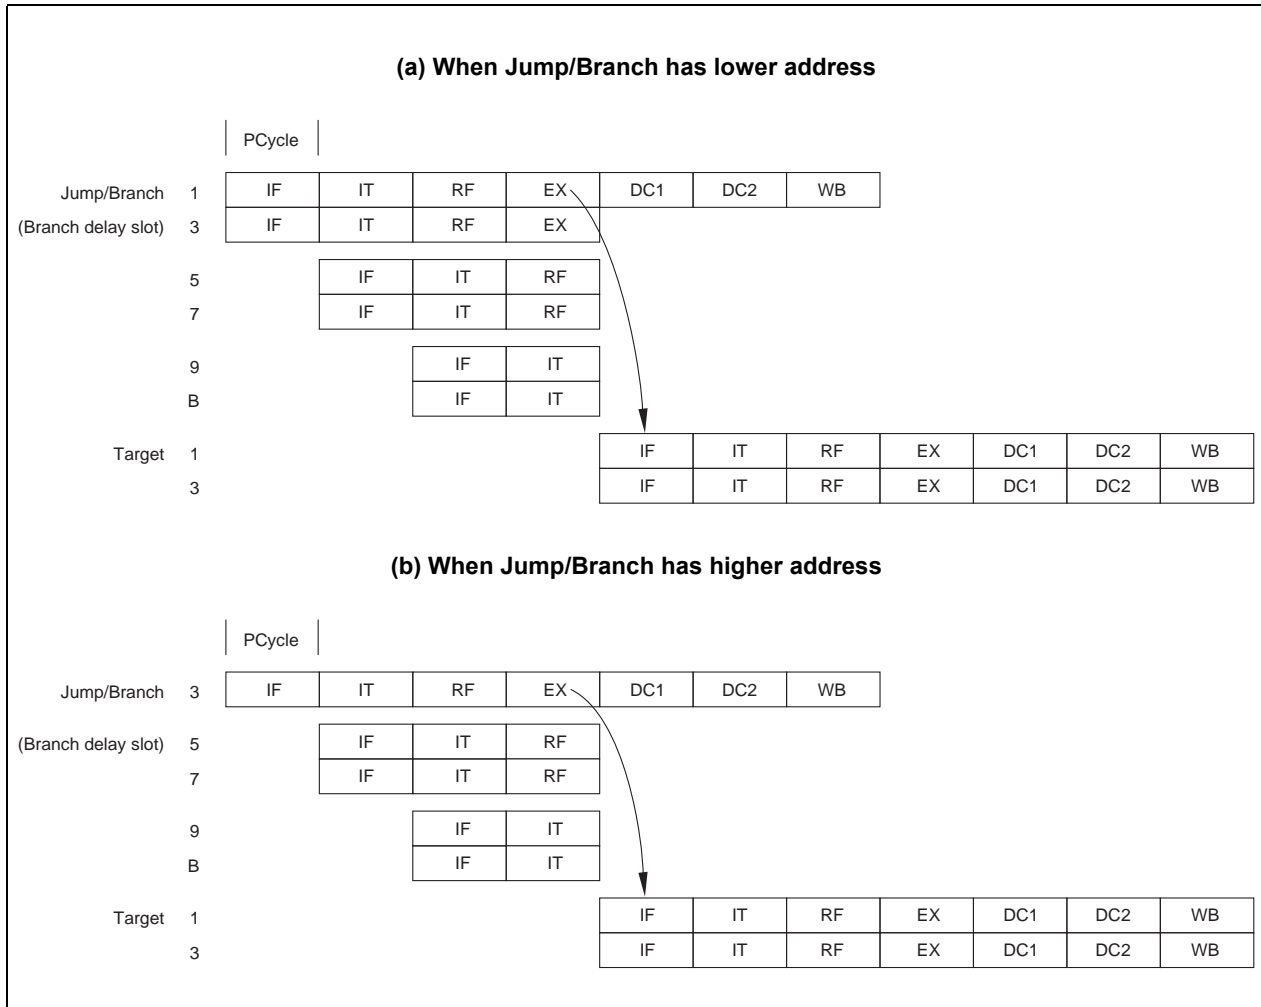 (a) When Jump/Branch has lower address
PCycle
Jump/Branch 1 IF IT RF EX DC1 DC2 WB
(Branch delay slot) 3 IF IT RF EX
5 IF IT RF
7 IF IT RF
9 IF IT
B IF IT
Target 1 IF IT RF EX DC1 DC2 WB
3 IF IT RF EX DC1 DC2 WB
(b) When Jump/Branch has higher address
PCycle
Jump/Branch 3 IF IT RF EX DC1 DC2 WB
(Branch delay slot) 5 IF IT RF
7 IF IT RF
9 IF IT
B IF IT
Target 1 IF IT RF EX DC1 DC2 WB
3 IF IT RF EX DC1 DC2 WB